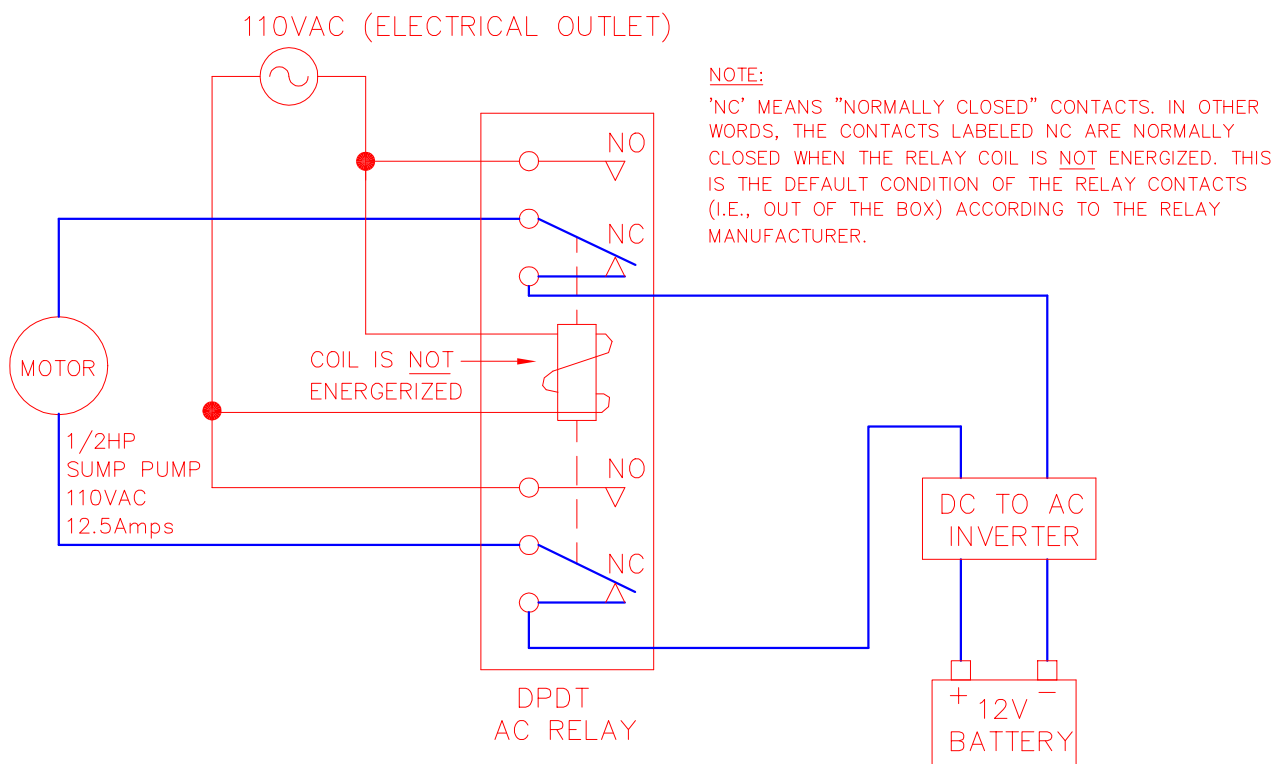 110VAC (ELECTRICAL OUTLET)
NOTE:
'NC' MEANS "NORMALLY CLOSED" CONTACTS. IN OTHER
WORDS, THE CONTACTS LABELED NC ARE NORMALLY
CLOSED WHEN THE RELAY COIL IS NOT ENERGIZED. THIS
IS THE DEFAULT CONDITION OF THE RELAY CONTACTS
(I.E., OUT OF THE BOX) ACCORDING TO THE RELAY
MANUFACTURER.
NO
NC
COIL IS NOT
ENERGERIZED
MOTOR
1/2HP
SUMP PUMP
110VAC
12.5Amps
NO
NC
DC TO AC
INVERTER
DPDT
AC RELAY
+ −
12V
BATTERY